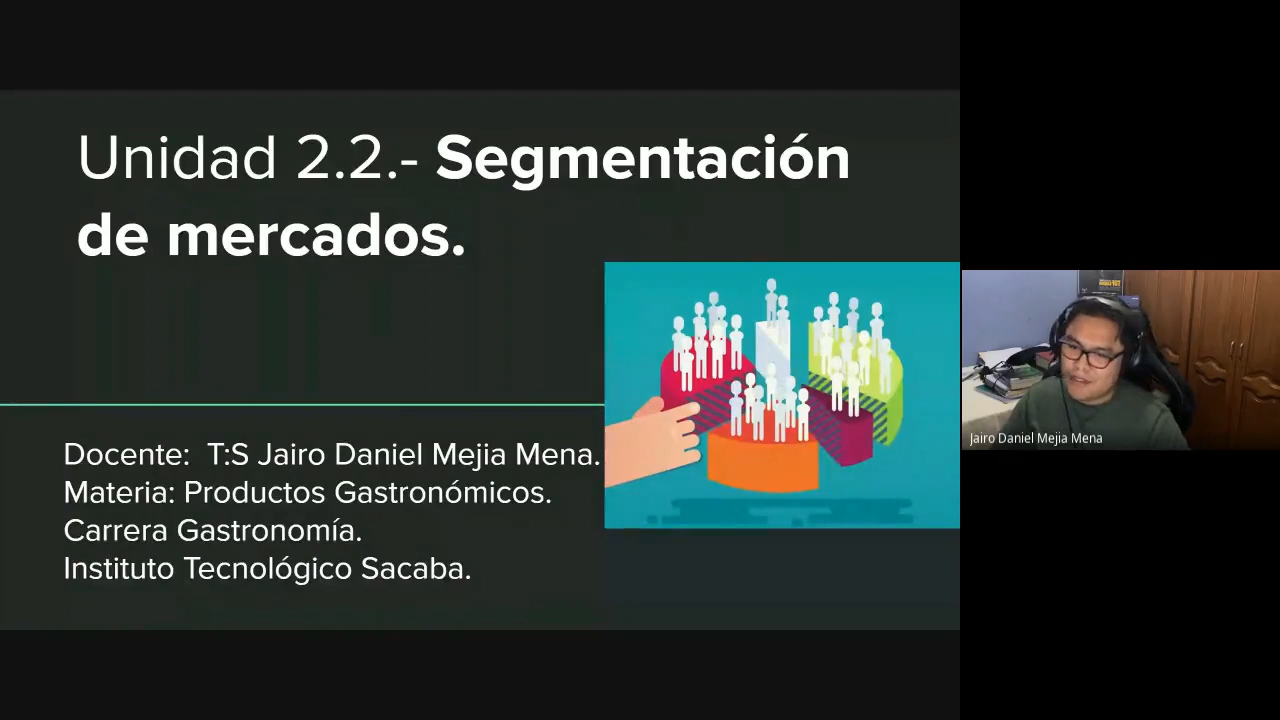 Unidad 2.2.- Segmentación
de mercados.
Docente:  T:S Jairo Daniel Mejia Mena.
Materia: Productos Gastronómicos.
Carrera Gastronomía.
Instituto Tecnológico Sacaba.
Jairo Daniel Mejia Mena